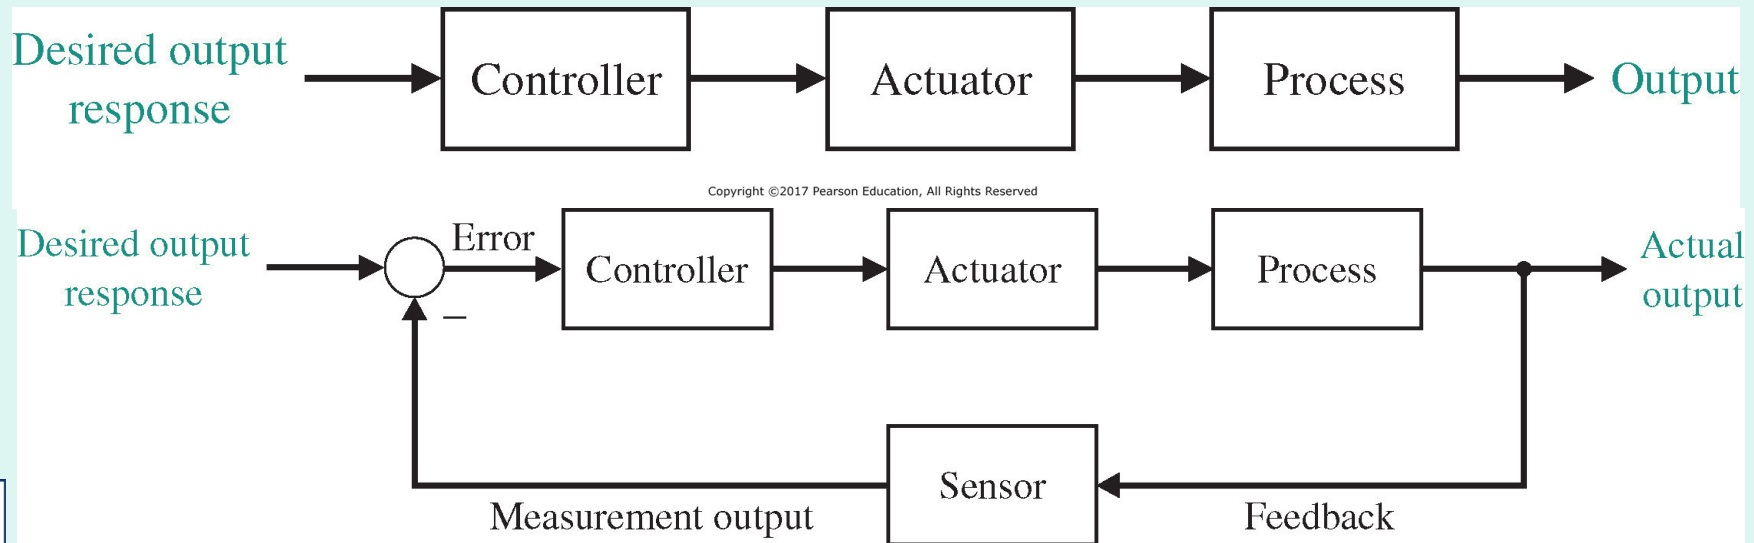 Desired output
response
Controller
Actuator
Process
Output
Copyright ©2017 Pearson Education, All Rights Reserved
Desired output
response
Error
Controller
Actuator
Process
Actual
output
–
Sensor
Measurement output
Feedback